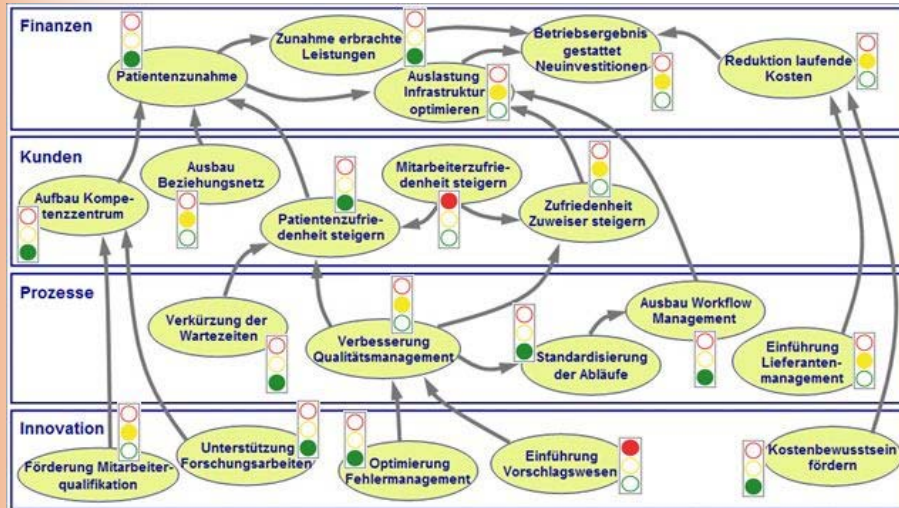 Finanzen
Zunahme erbrachte
Leistungen
Betriebsergebnis
gestattet
Neuinvestitionen
Patientenzunahme
Auslastung
Infrastruktur
optimieren
Reduktion laufende
Kosten
Kunden
Ausbau
Beziehungsnetz
Mitarbeiterzufrie-
denheit steigern
Aufbau Kompe-
tenzzentrum
Patientenzufrie-
denheit steigern
Zufriedenheit
Zuweiser steigern
Prozesse
Verkürzung der
Wartezeiten
Verbesserung
Qualitätsmanagement
Standardisierung
der Abläufe
Ausbau Workflow
Management
Einführung
Lieferanten-
management
Innovation
Förderung Mitarbeiter-
qualifikation
Unterstützung
Forschungsarbeiten
Optimierung
Fehlermanagement
Einführung
Vorschlagswesen
Kostenbewusstsein
fördern